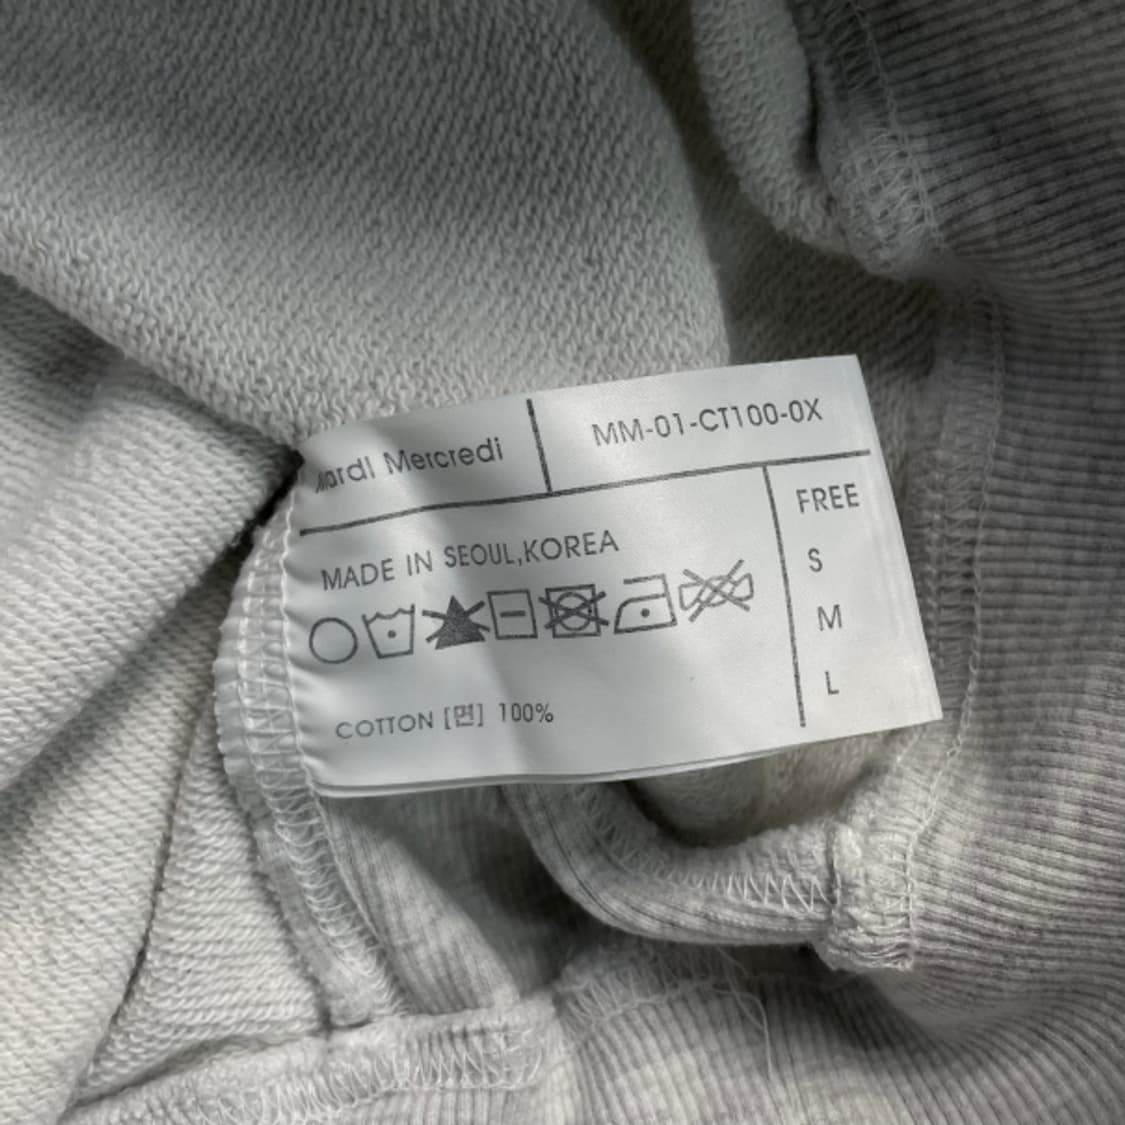 Mardi Mercredi
MM-01-CT100-0X
MADE IN SEOUL,KOREA
COTTON [면] 100%
FREE
S
M
L